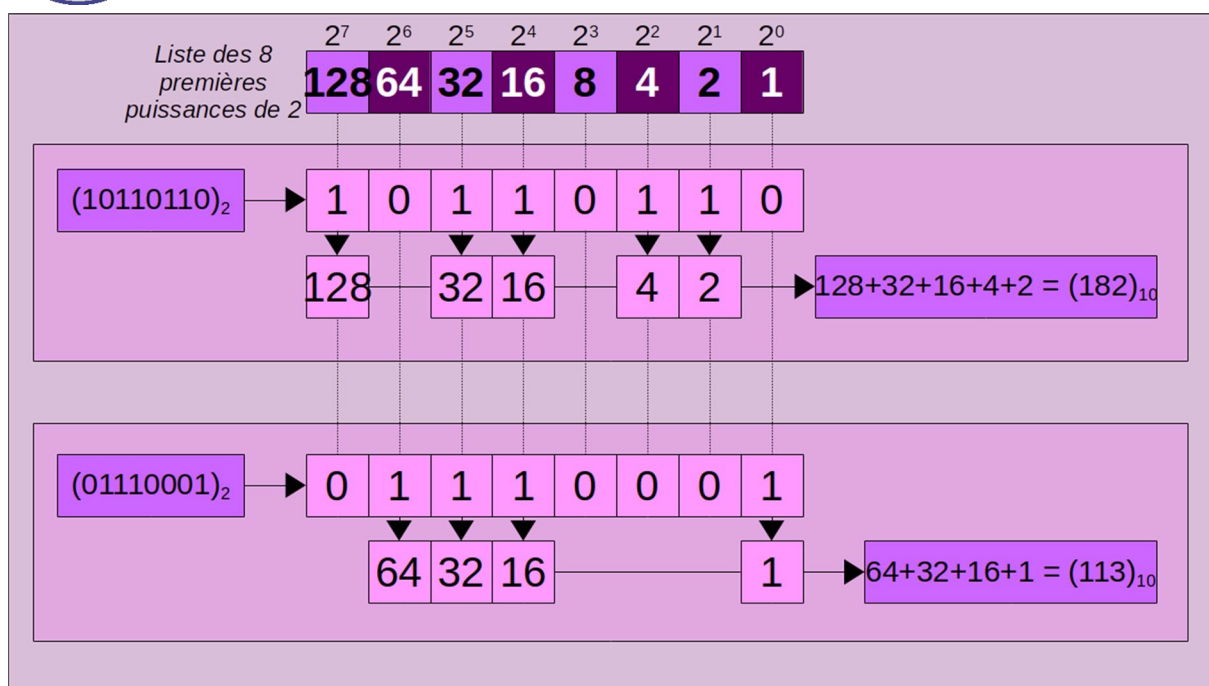 2⁷ 2⁶ 2⁵ 2⁴ 2³ 2² 2¹ 2⁰
Liste des 8
premières
puissances de 2
128 64 32 16 8 4 2 1
(10110110)₂ 1 0 1 1 0 1 1 0
128 32 16 4 2 128+32+16+4+2 = (182)₁₀
(01110001)₂ 0 1 1 1 0 0 0 1
64 32 16 1 64+32+16+1 = (113)₁₀